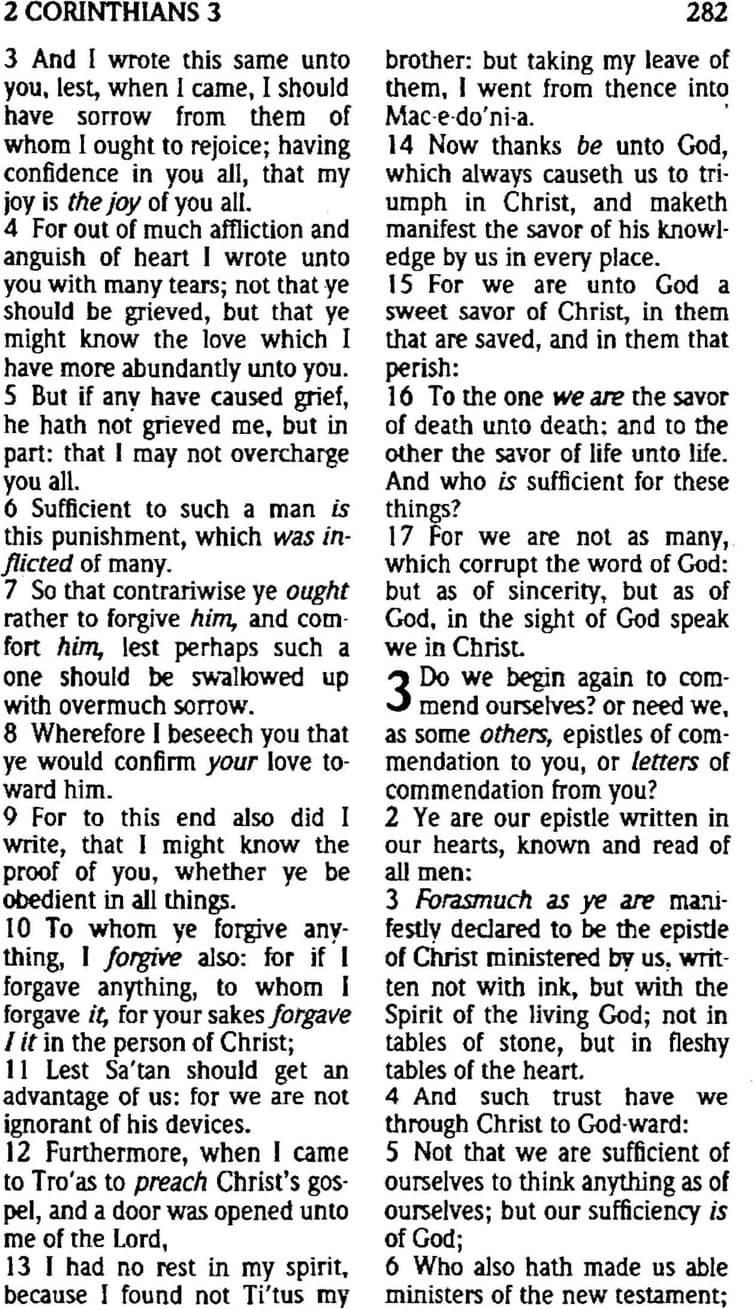 2 CORINTHIANS 3
282
3 And I wrote this same unto
you, lest, when I came, I should
have sorrow from them of
whom I ought to rejoice; having
confidence in you all, that my
joy is the joy of you all.
4 For out of much affliction and
anguish of heart I wrote unto
you with many tears; not that ye
should be grieved, but that ye
might know the love which I
have more abundantly unto you.
5 But if any have caused grief,
he hath not grieved me, but in
part: that I may not overcharge
you all.
6 Sufficient to such a man is
this punishment, which was in-
flicted of many.
7 So that contrariwise ye ought
rather to forgive him, and com-
fort him, lest perhaps such a
one should be swallowed up
with overmuch sorrow.
8 Wherefore I beseech you that
ye would confirm your love to-
ward him.
9 For to this end also did I
write, that I might know the
proof of you, whether ye be
obedient in all things.
10 To whom ye forgive any-
thing, I forgive also: for if I
forgave anything, to whom I
forgave it, for your sakes forgave
I it in the person of Christ;
11 Lest Sa'tan should get an
advantage of us: for we are not
ignorant of his devices.
12 Furthermore, when I came
to Tro'as to preach Christ's gos-
pel, and a door was opened unto
me of the Lord,
13 I had no rest in my spirit,
because I found not Ti'tus my
brother: but taking my leave of
them, I went from thence into
Mac-e-do'ni-a.
14 Now thanks be unto God,
which always causeth us to tri-
umph in Christ, and maketh
manifest the savor of his knowl-
edge by us in every place.
15 For we are unto God a
sweet savor of Christ, in them
that are saved, and in them that
perish:
16 To the one we are the savor
of death unto death: and to the
other the savor of life unto life.
And who is sufficient for these
things?
17 For we are not as many,
which corrupt the word of God:
but as of sincerity, but as of
God, in the sight of God speak
we in Christ.
3 Do we begin again to com-
mend ourselves? or need we,
as some others, epistles of com-
mendation to you, or letters of
commendation from you?
2 Ye are our epistle written in
our hearts, known and read of
all men:
3 Forasmuch as ye are mani-
festly declared to be the epistle
of Christ ministered by us, writ-
ten not with ink, but with the
Spirit of the living God; not in
tables of stone, but in fleshy
tables of the heart.
4 And such trust have we
through Christ to God-ward:
5 Not that we are sufficient of
ourselves to think anything as of
ourselves; but our sufficiency is
of God;
6 Who also hath made us able
ministers of the new testament;